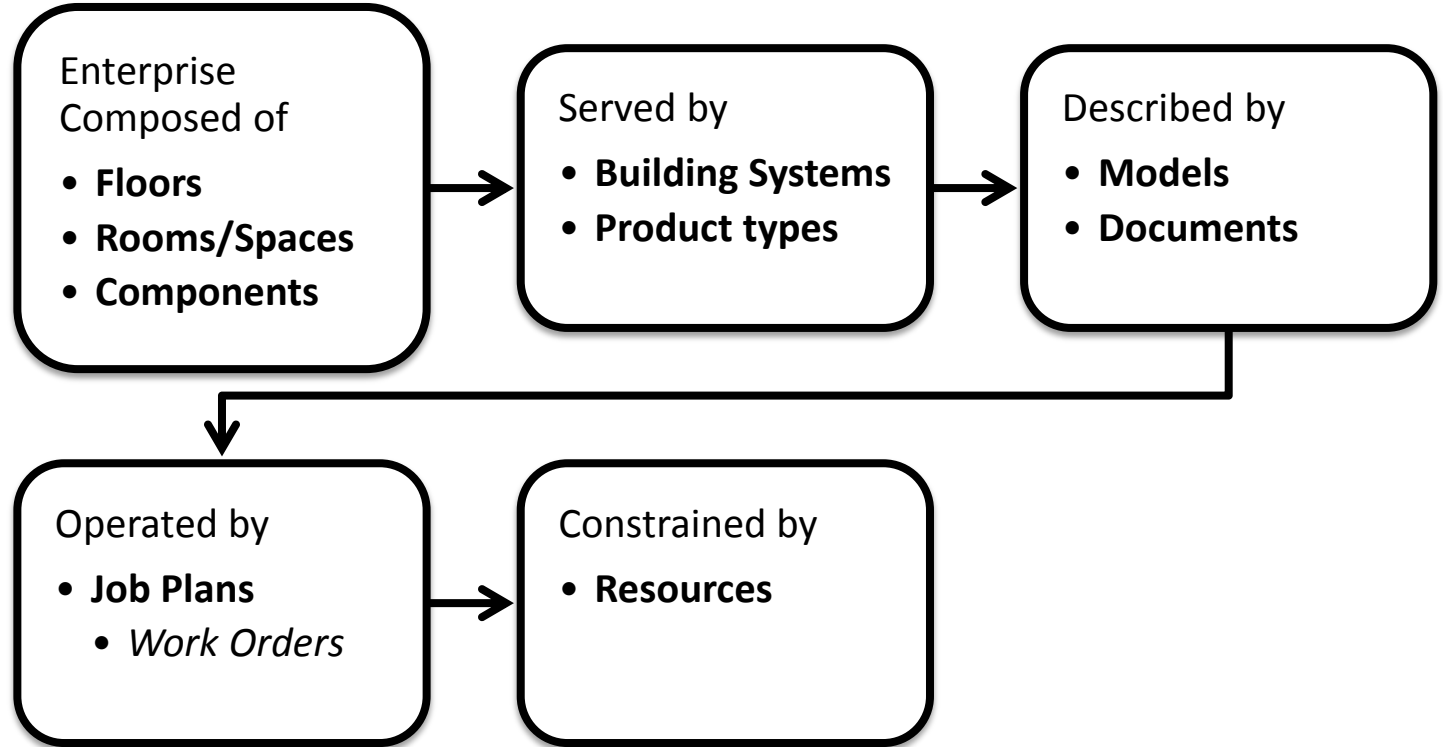 Enterprise
Composed of
• Floors
• Rooms/Spaces
• Components
Served by
• Building Systems
• Product types
Described by
• Models
• Documents
Operated by
• Job Plans
• Work Orders
Constrained by
• Resources